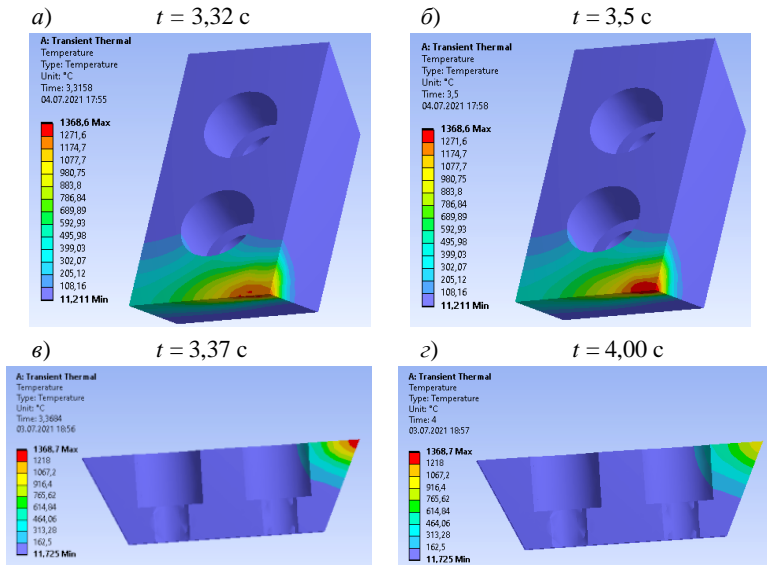 а) t = 3,32 с
A: Transient Thermal
Temperature
Type: Temperature
Unit: °C
Time: 3,3158
04.07.2021 17:55
1368,6 Max
1271,6
1174,7
1077,7
980,75
883,8
786,84
689,89
592,93
495,98
399,03
302,07
205,12
108,16
11,211 Min
б) t = 3,5 с
A: Transient Thermal
Temperature
Type: Temperature
Unit: °C
Time: 3,5
04.07.2021 17:58
1368,6 Max
1271,6
1174,7
1077,7
980,75
883,8
786,84
689,89
592,93
495,98
399,03
302,07
205,12
108,16
11,211 Min
в) t = 3,37 с
A: Transient Thermal
Temperature
Type: Temperature
Unit: °C
Time: 3,3684
03.07.2021 18:56
1368,7 Max
1218
1067,2
916,4
765,62
614,84
464,06
313,28
162,5
11,725 Min
г) t = 4,00 с
A: Transient Thermal
Temperature
Type: Temperature
Unit: °C
Time: 4
03.07.2021 18:57
1368,7 Max
1218
1067,2
916,4
765,62
614,84
464,06
313,28
162,5
11,725 Min